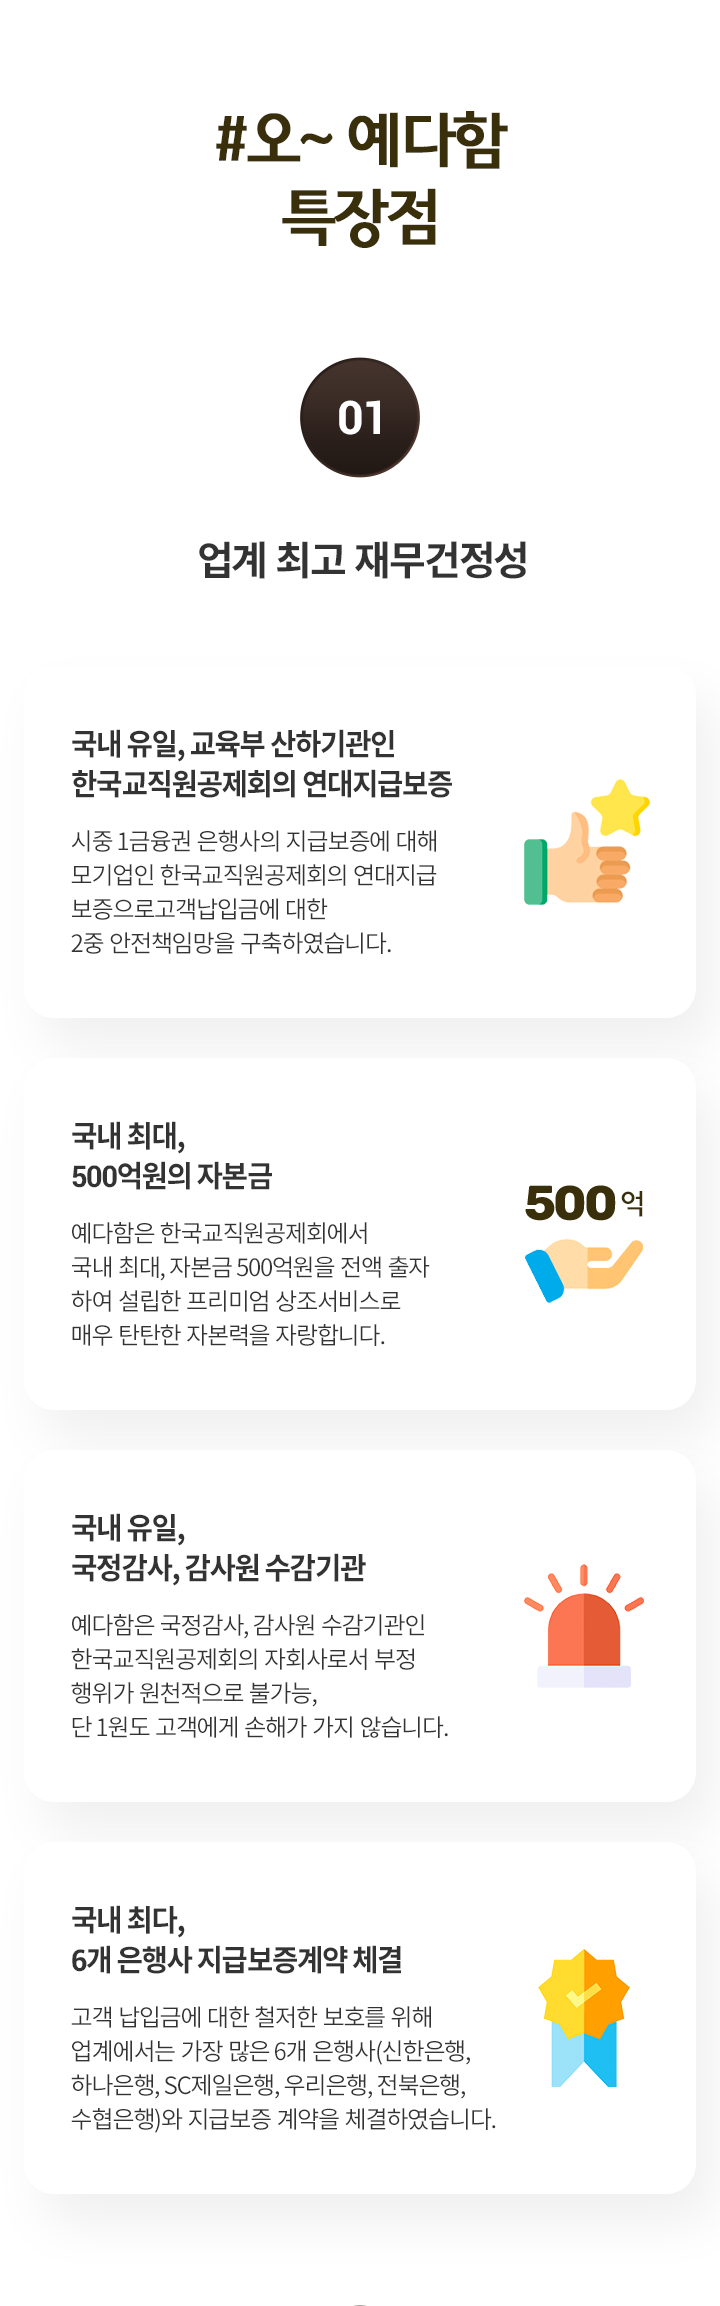 #오~ 예다함
특장점
01
업계 최고 재무건정성
국내 유일, 교육부 산하기관인
한국교직원공제회의 연대지급보증
시중 1금융권 은행사의 지급보증에 대해
모기업인 한국교직원공제회의 연대지급
보증으로고객납입금에 대한
2중 안전책임망을 구축하였습니다.
국내 최대,
500억원의 자본금
예다함은 한국교직원공제회에서
국내 최대, 자본금 500억원을 전액 출자
하여 설립한 프리미엄 상조서비스로
매우 탄탄한 자본력을 자랑합니다.
500억
국내 유일,
국정감사, 감사원 수감기관
예다함은 국정감사, 감사원 수감기관인
한국교직원공제회의 자회사로서 부정
행위가 원천적으로 불가능,
단 1원도 고객에게 손해가 가지 않습니다.
국내 최다,
6개 은행사 지급보증계약 체결
고객 납입금에 대한 철저한 보호를 위해
업계에서는 가장 많은 6개 은행사(신한은행,
하나은행, SC제일은행, 우리은행, 전북은행,
수협은행)와 지급보증 계약을 체결하였습니다.